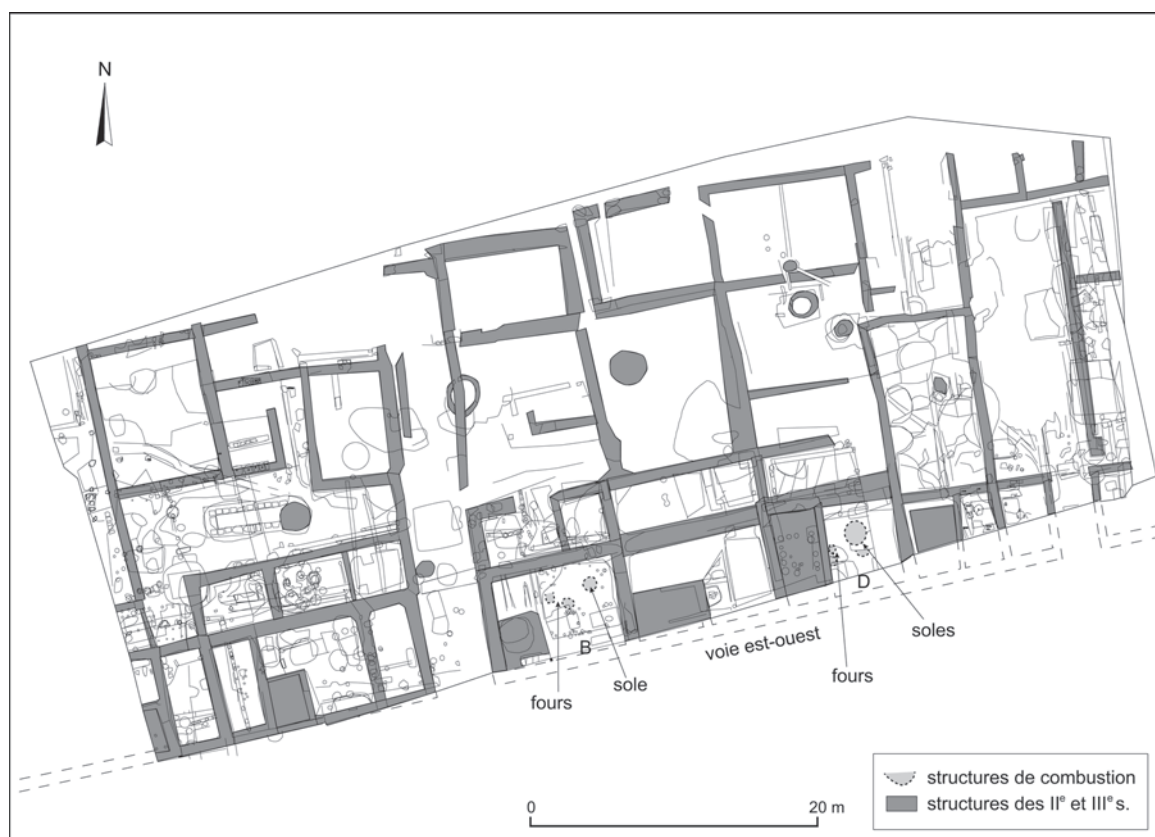 N
D
soles
voie est-ouest
B
fours
sole
fours
structures de combustion
structures des IIᵉ et IIIᵉ s.
0 20 m